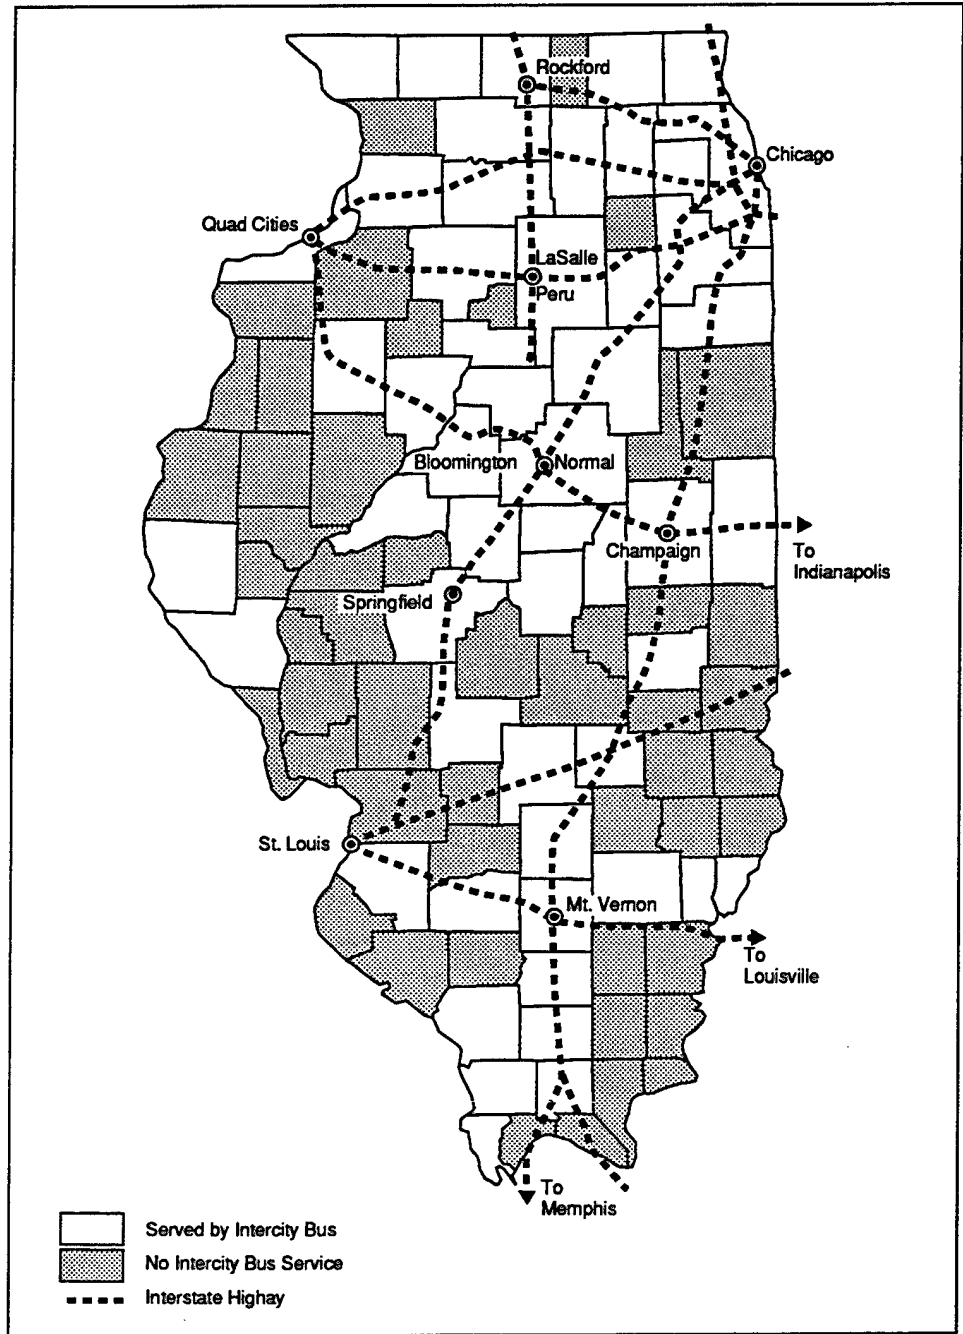 Rockford
Chicago
Quad Cities
LaSalle
Peru
Bloomington
Normal
Champaign
To
Indianapolis
Springfield
St. Louis
Mt. Vernon
To
Louisville
To
Memphis
Served by Intercity Bus
No Intercity Bus Service
Interstate Highay